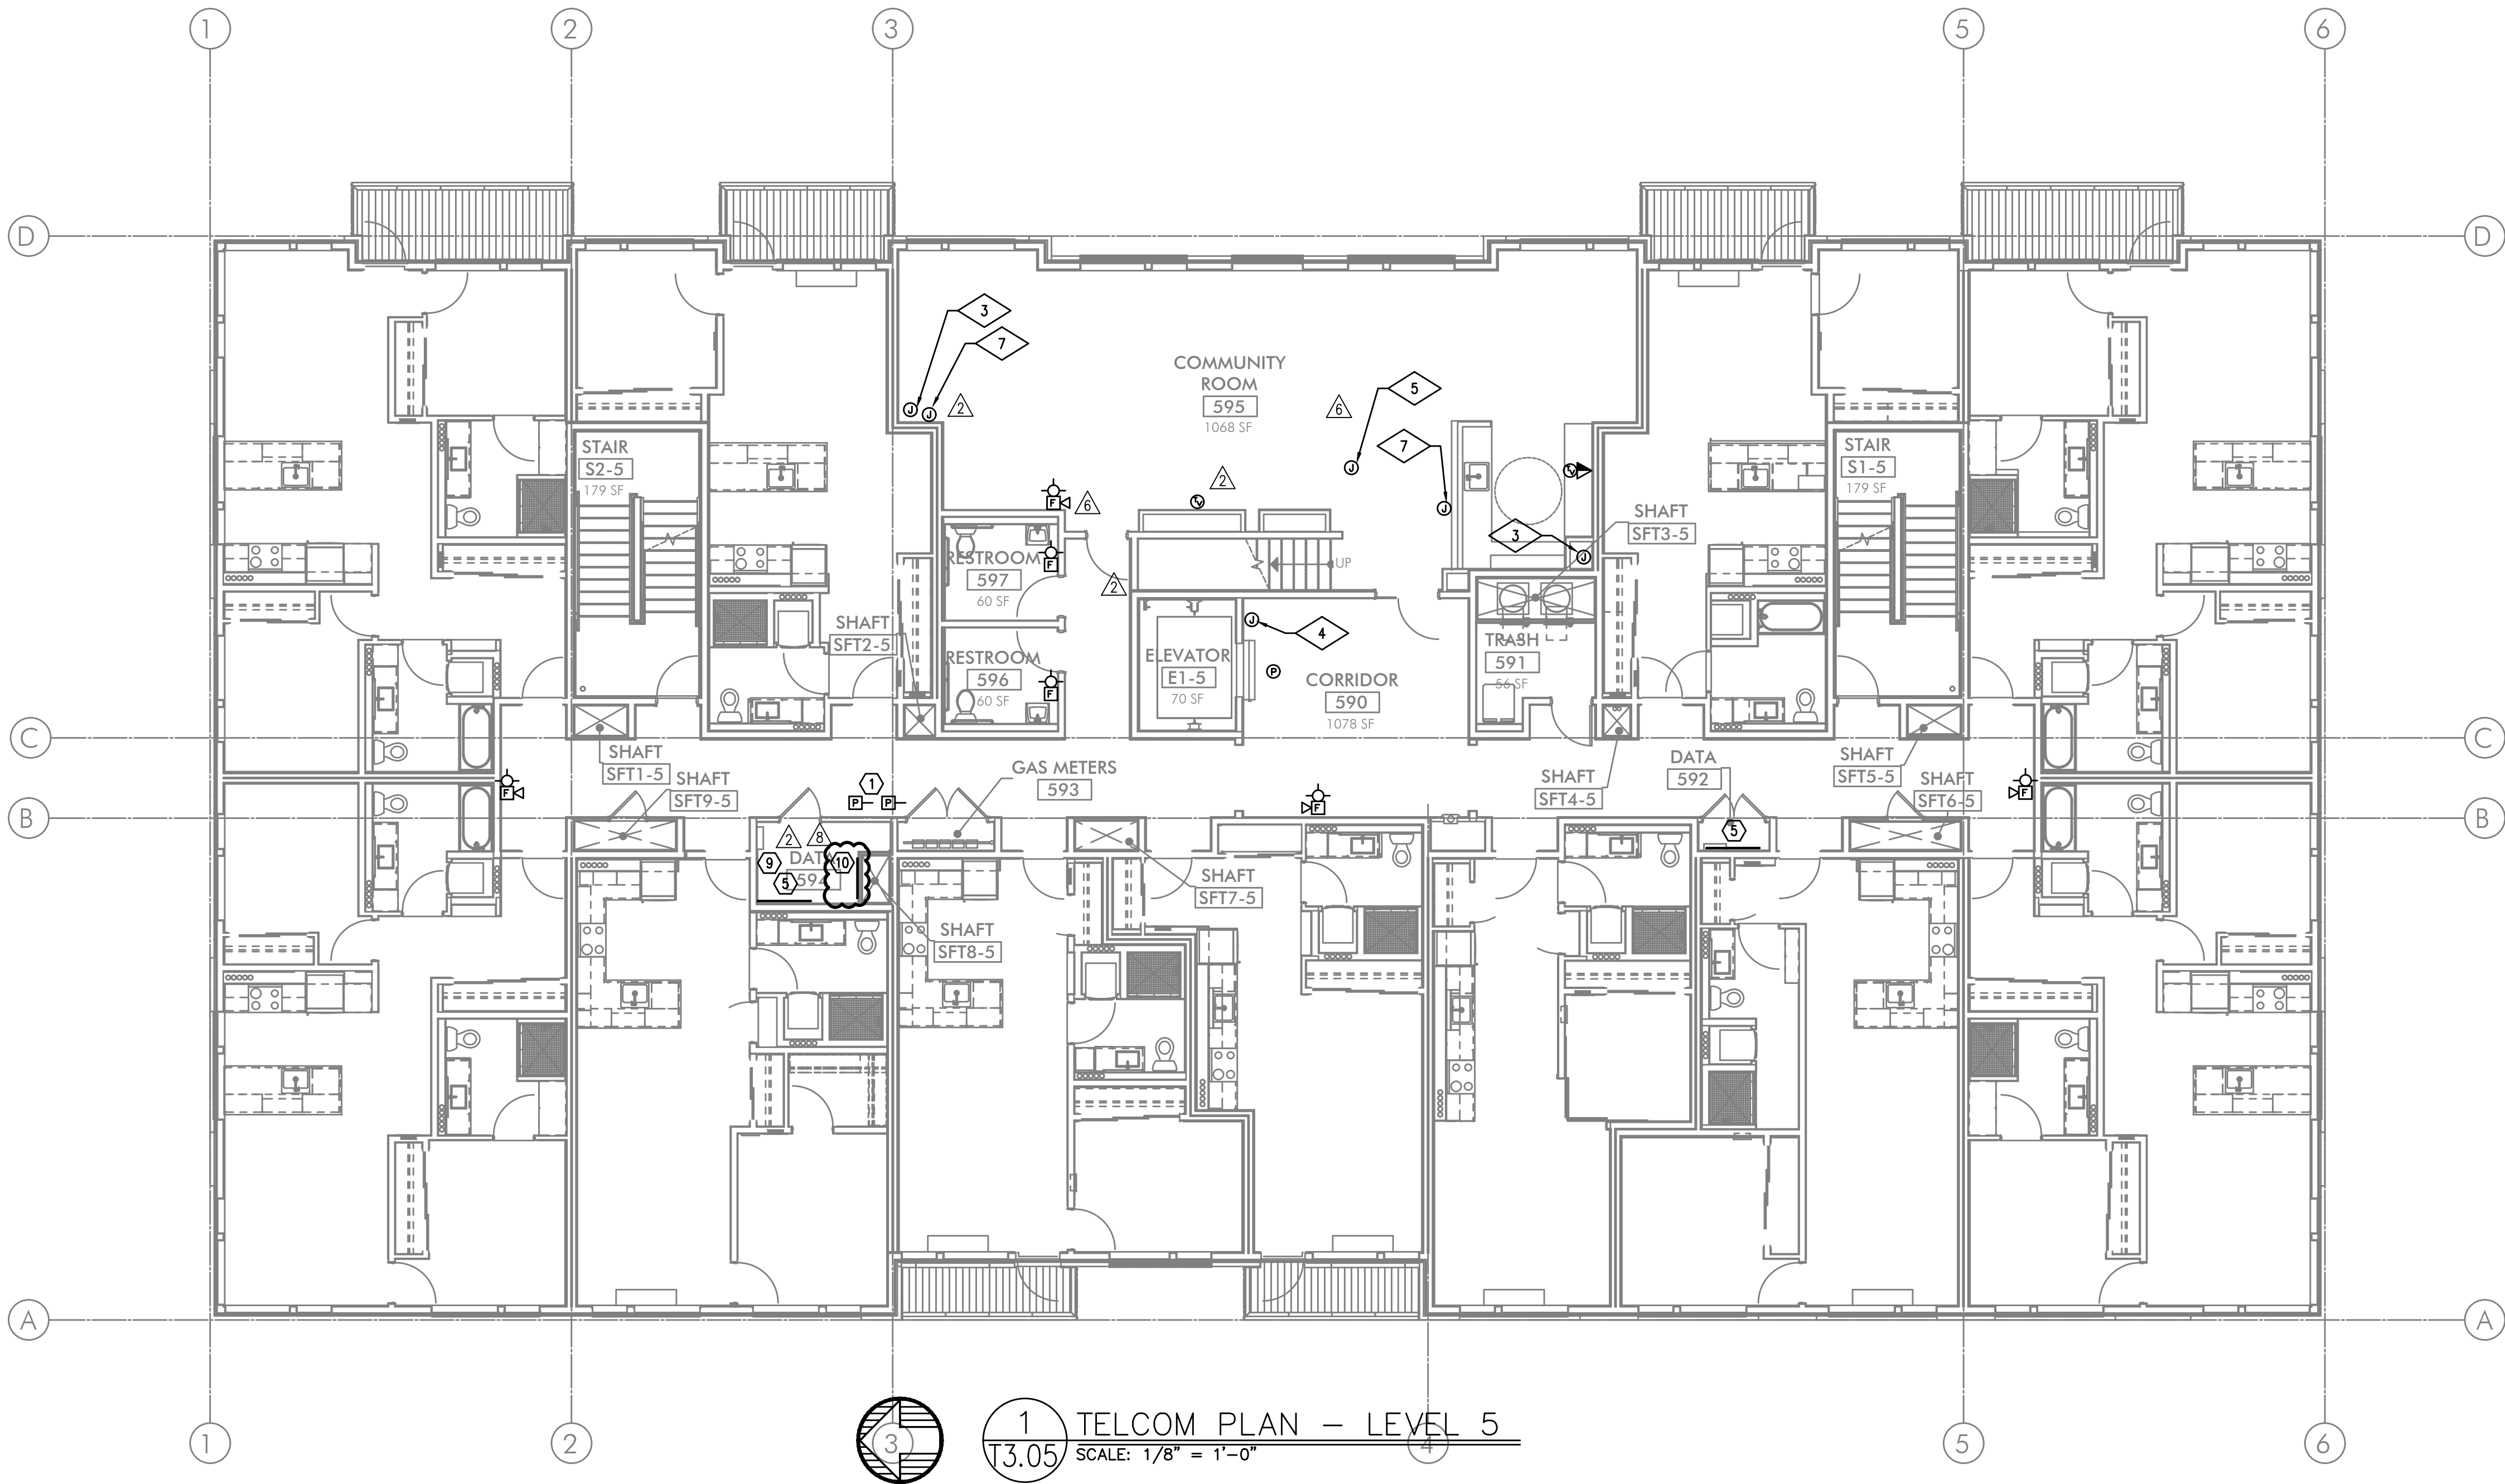 1
2
3
5
6
D
D
3
7
COMMUNITY
ROOM
595
1068 SF
5
J
J
2
6
7
STAIR
S2-5
179 SF
J
TV
STAIR
S1-5
179 SF
2
TV
J
F
6
SHAFT
SFT3-5
3
J
RESTROOM
597
60 SF
F
UP
2
SHAFT
SFT2-5
J
4
TRASH
591
56 SF
RESTROOM
596
60 SF
F
ELEVATOR
E1-5
70 SF
P
CORRIDOR
590
1078 SF
C
C
SHAFT
SFT1-5
SHAFT
SFT9-5
GAS METERS
593
DATA
592
SHAFT
SFT4-5
SHAFT
SFT5-5
SHAFT
SFT6-5
F
1
P
P
F
F
B
B
2
8
5
9
DATA
594
10
5
SHAFT
SFT7-5
SHAFT
SFT8-5
A
A
1
2
3
4
5
6
1
T3.05
TELCOM PLAN – LEVEL 5
SCALE: 1/8" = 1'-0"